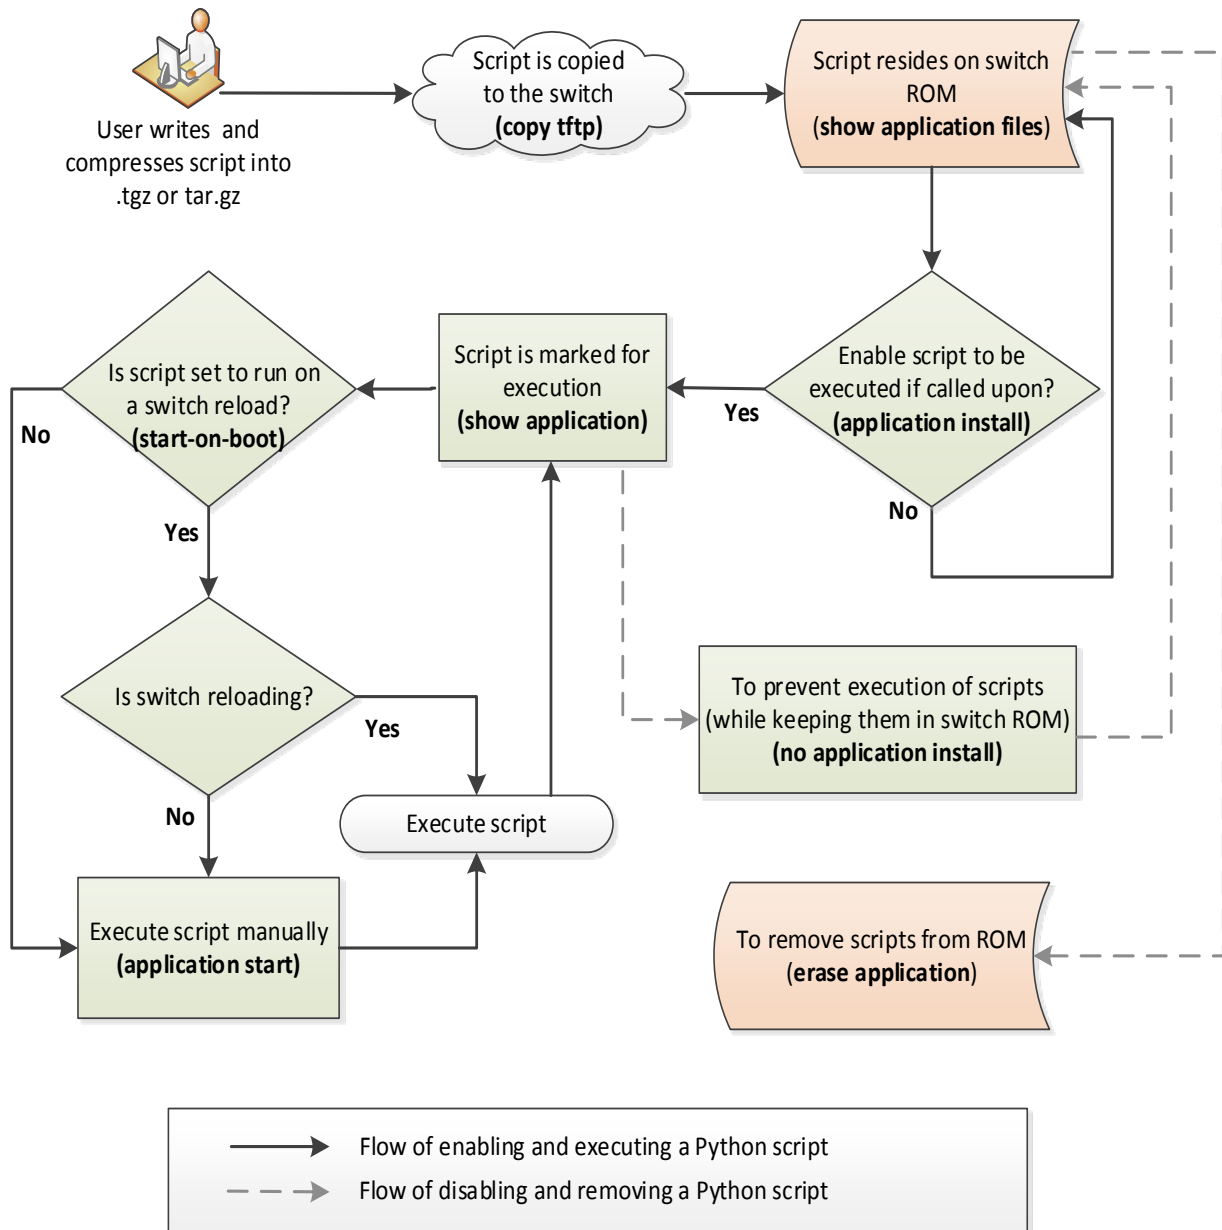 User writes and
compresses script into
.tgz or tar.gz
Script is copied
to the switch
(copy tftp)
Script resides on switch
ROM
(show application files)
Is script set to run on
a switch reload?
(start-on-boot)
No
Yes
Script is marked for
execution
(show application)
Yes
Enable script to be
executed if called upon?
(application install)
No
Is switch reloading?
Yes
No
To prevent execution of scripts
(while keeping them in switch ROM)
(no application install)
Execute script
Execute script manually
(application start)
To remove scripts from ROM
(erase application)
Flow of enabling and executing a Python script
Flow of disabling and removing a Python script